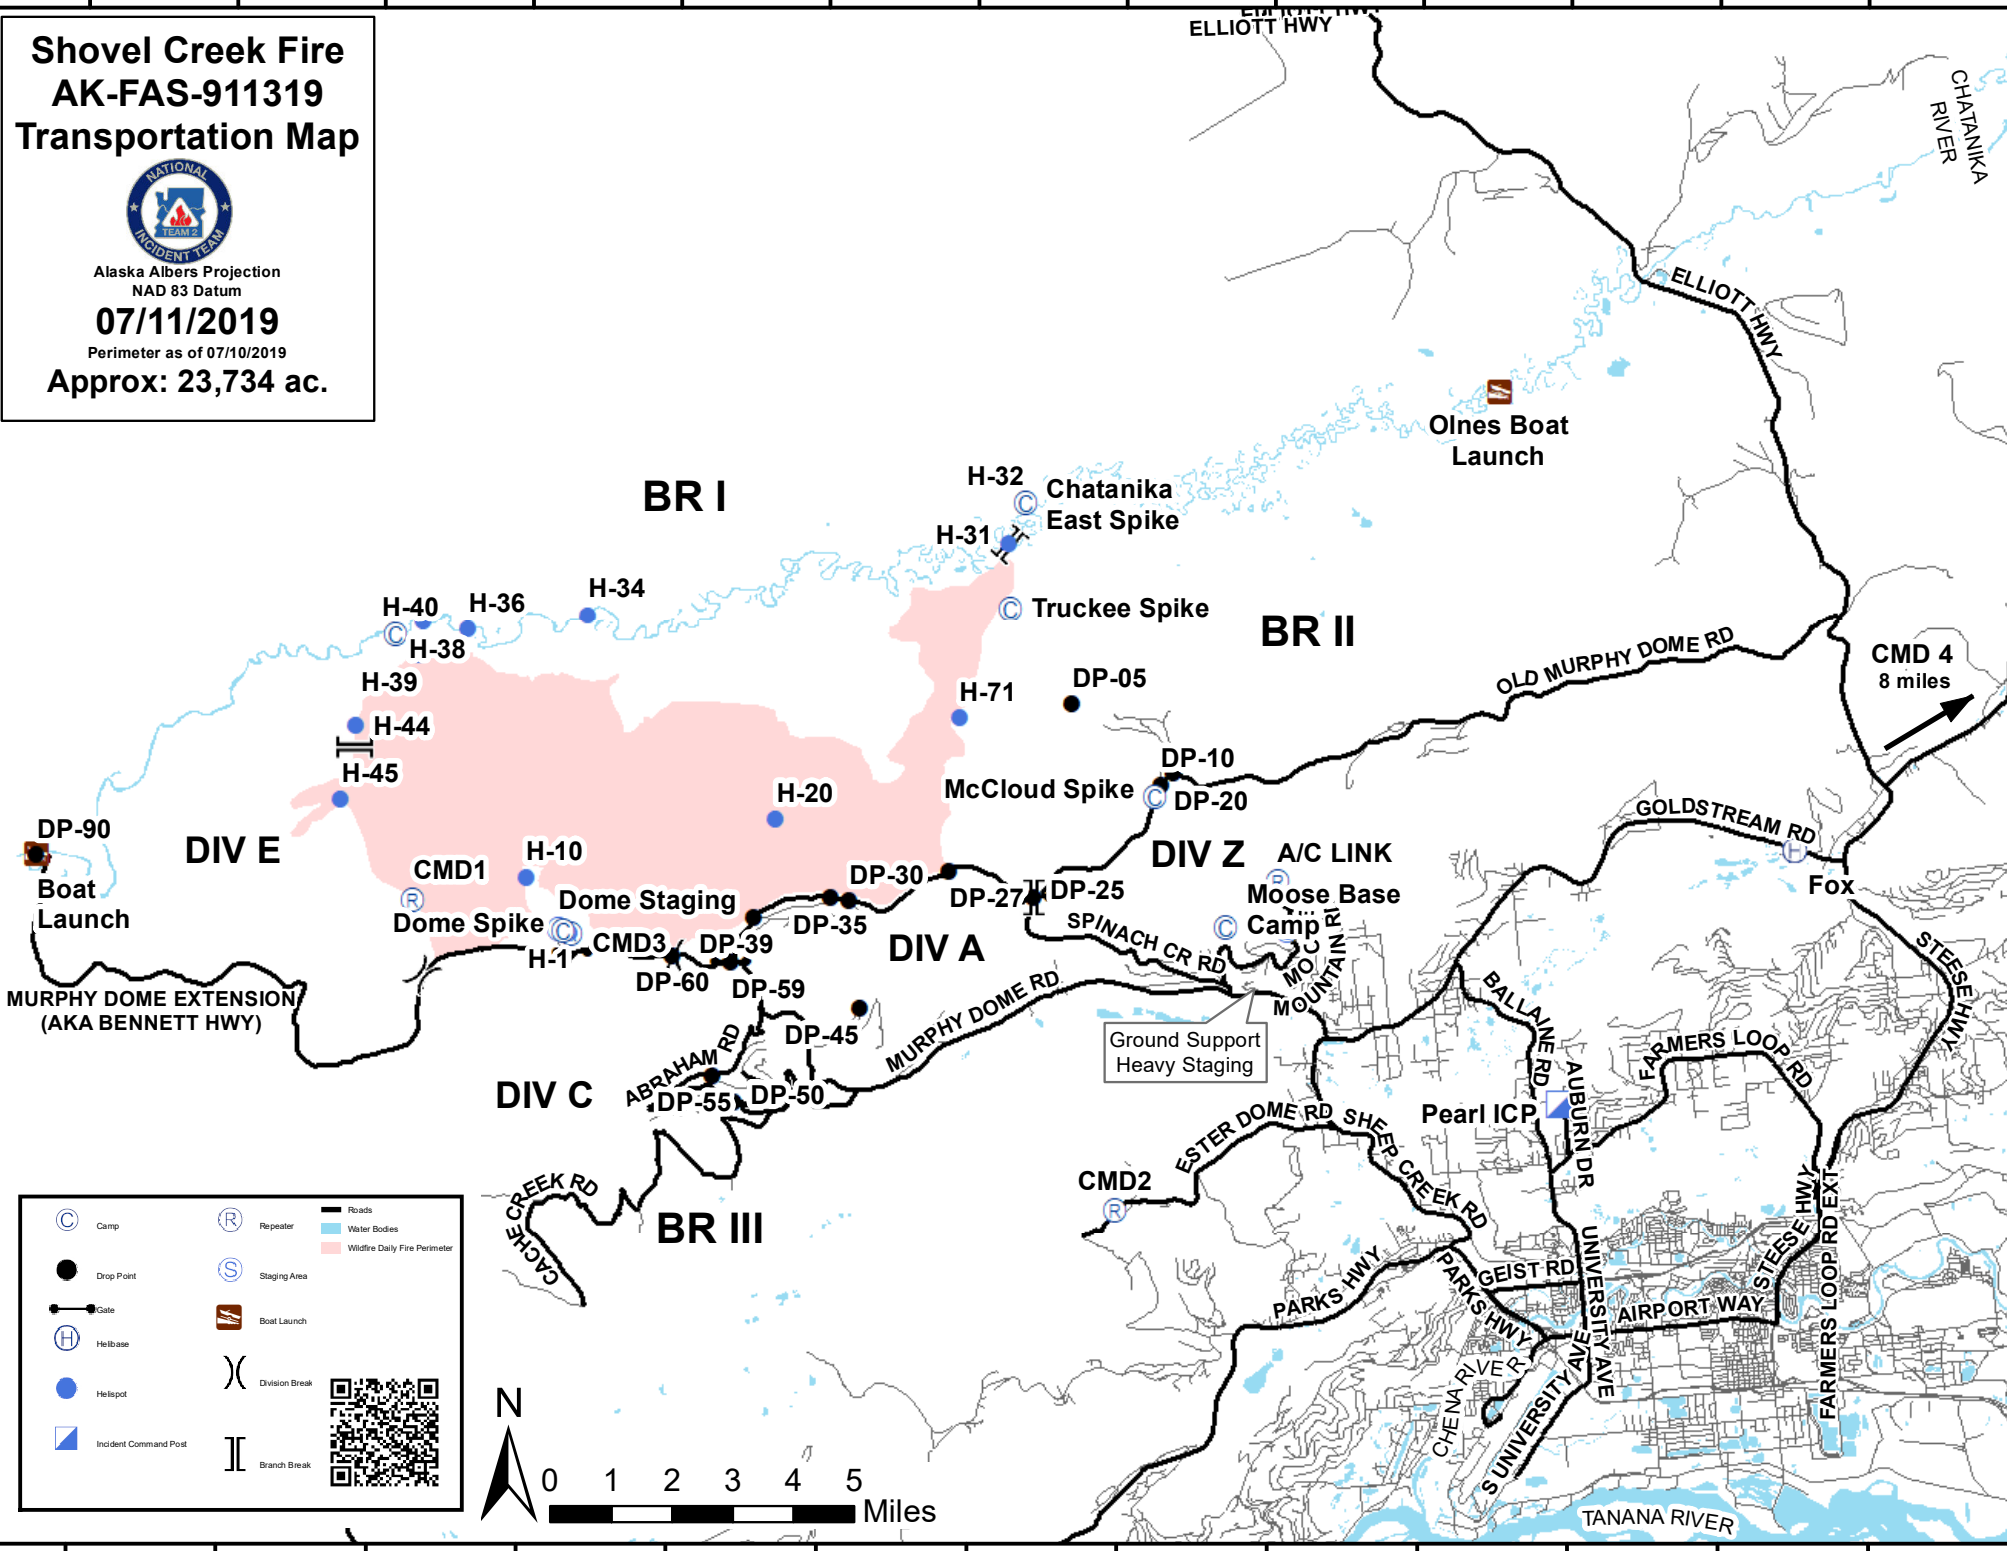 Shovel Creek Fire
AK-FAS-911319
Transportation Map
NATIONAL
TEAM 2
INCIDENT TEAM
Alaska Albers Projection
NAD 83 Datum
07/11/2019
Perimeter as of 07/10/2019
Approx: 23,734 ac.
ELLIOTT HWY
ELLIOTT HWY
CHATANIKA
RIVER
ELLIOTT HWY
Olnes Boat
Launch
BR I
H-32
Chatanika
East Spike
H-31
H-40
H-36
H-34
H-38
Truckee Spike
BR II
H-39
H-44
H-45
H-71
DP-05
OLD MURPHY DOME RD
CMD 4
8 miles
DP-10
McCloud Spike
DP-20
H-20
GOLDSTREAM RD
H
Fox
DP-90
Boat
Launch
DIV E
H-10
CMD1
R
Dome Staging
Dome Spike
H-1
CMD3
DP-30
DP-35
DP-39
DP-60
DP-59
DP-27
DP-25
DIV Z
A/C LINK
R
Moose Base
Camp
DIV A
SPINACH CR RD
MOUNTAIN
STEESE HWY
MURPHY DOME EXTENSION
(AKA BENNETT HWY)
DP-45
MURPHY DOME RD
Ground Support
Heavy Staging
BALLAINE RD
FARMERS LOOP RD
ABRAHAM RD
DIV C
DP-55
DP-50
Pearl ICP
AUBURN DR
ESTER DOME RD
SHEEP CREEK RD
CMD2
R
CACHE CREEK RD
BR III
PARKS HWY
PARKS HWY
GEIST RD
UNIVERSITY AVE
AIRPORT WAY
STEESE HWY
FARMERS LOOP RD EXT
CHENA RIVER
S UNIVERSITY AVE
TANANA RIVER
C
Camp
R
Repeater
Roads
Water Bodies
Wildfire Daily Fire Perimeter
Drop Point
S
Staging Area
Gate
H
Helibase
Boat Launch
Helispot
Division Break
Incident Command Post
Branch Break
N
0 1 2 3 4 5
Miles